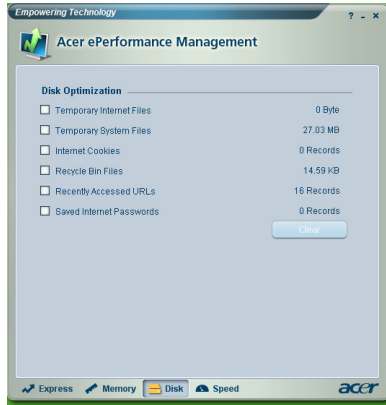 Empowering Technology
? - ×
Acer ePerformance Management
Disk Optimization
Temporary Internet Files 0 Byte
Temporary System Files 27.03 MB
Internet Cookies 0 Records
Recycle Bin Files 14.59 KB
Recently Accessed URLs 16 Records
Saved Internet Passwords 0 Records
Clear
Express Memory Disk Speed acer